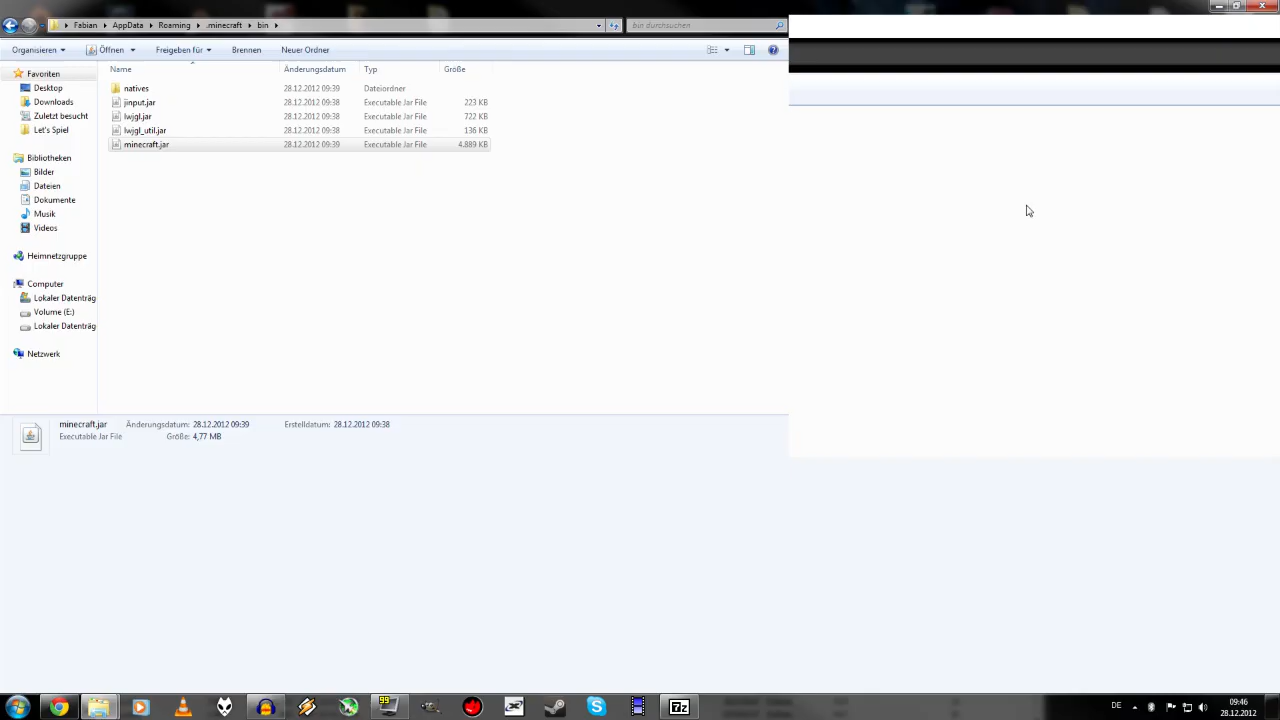 Fabian ▸ AppData ▸ Roaming ▸ .minecraft ▸ bin ▸
bin durchsuchen
Organisieren Öffnen Freigeben für Brennen Neuer Ordner
Name Änderungsdatum Typ Größe
natives 28.12.2012 09:39 Dateiordner
jinput.jar 28.12.2012 09:38 Executable Jar File 223 KB
lwjgl.jar 28.12.2012 09:38 Executable Jar File 722 KB
lwjgl_util.jar 28.12.2012 09:38 Executable Jar File 136 KB
minecraft.jar 28.12.2012 09:39 Executable Jar File 4.889 KB
Favoriten
Desktop
Downloads
Zuletzt besucht
Let's Spiel
Bibliotheken
Bilder
Dateien
Dokumente
Musik
Videos
Heimnetzgruppe
Computer
Lokaler Datenträg
Volume (E:)
Lokaler Datenträg
Netzwerk
minecraft.jar Änderungsdatum: 28.12.2012 09:39 Erstelldatum: 28.12.2012 09:38
Executable Jar File Größe: 4,77 MB
99
7z
DE
09:46
28.12.2012